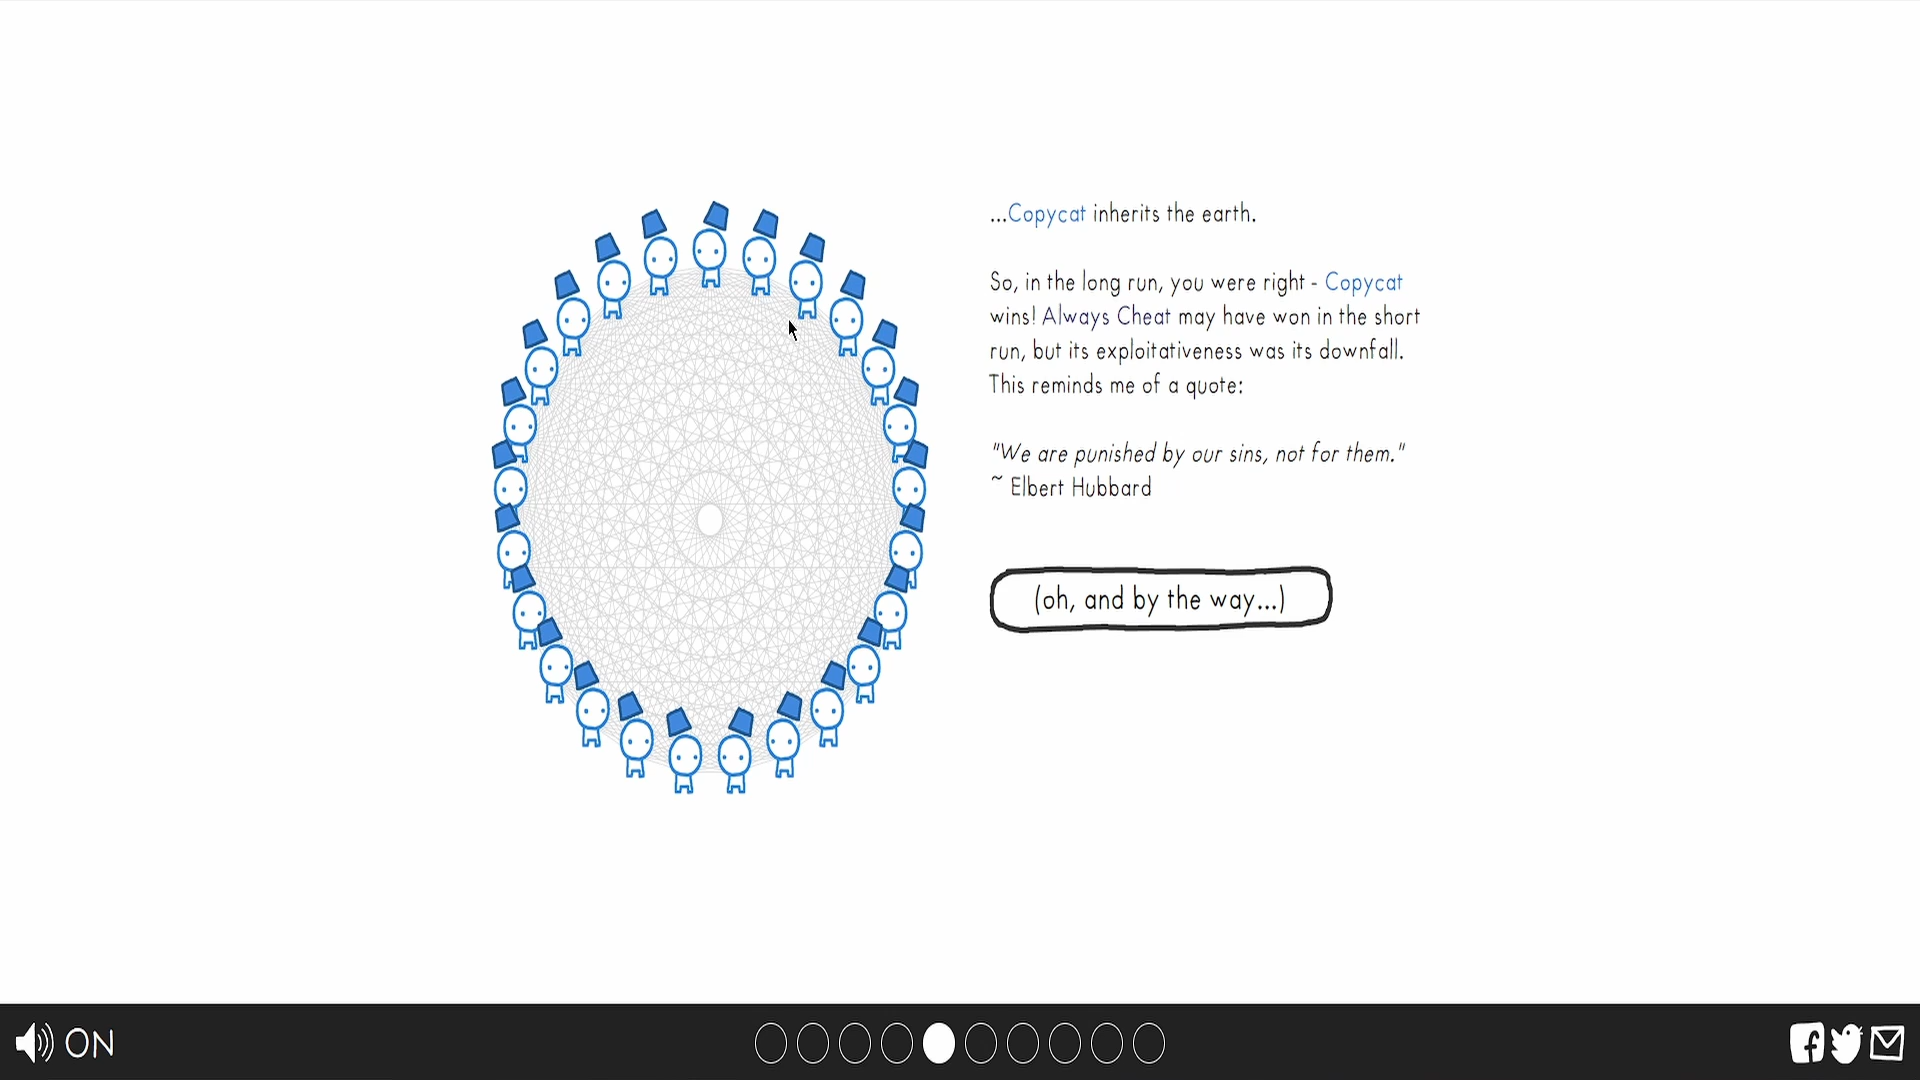 ...Copycat inherits the earth.
So, in the long run, you were right - Copycat
wins! Always Cheat may have won in the short
run, but its exploitativeness was its downfall.
This reminds me of a quote:
"We are punished by our sins, not for them."
~ Elbert Hubbard
(oh, and by the way...)
ON